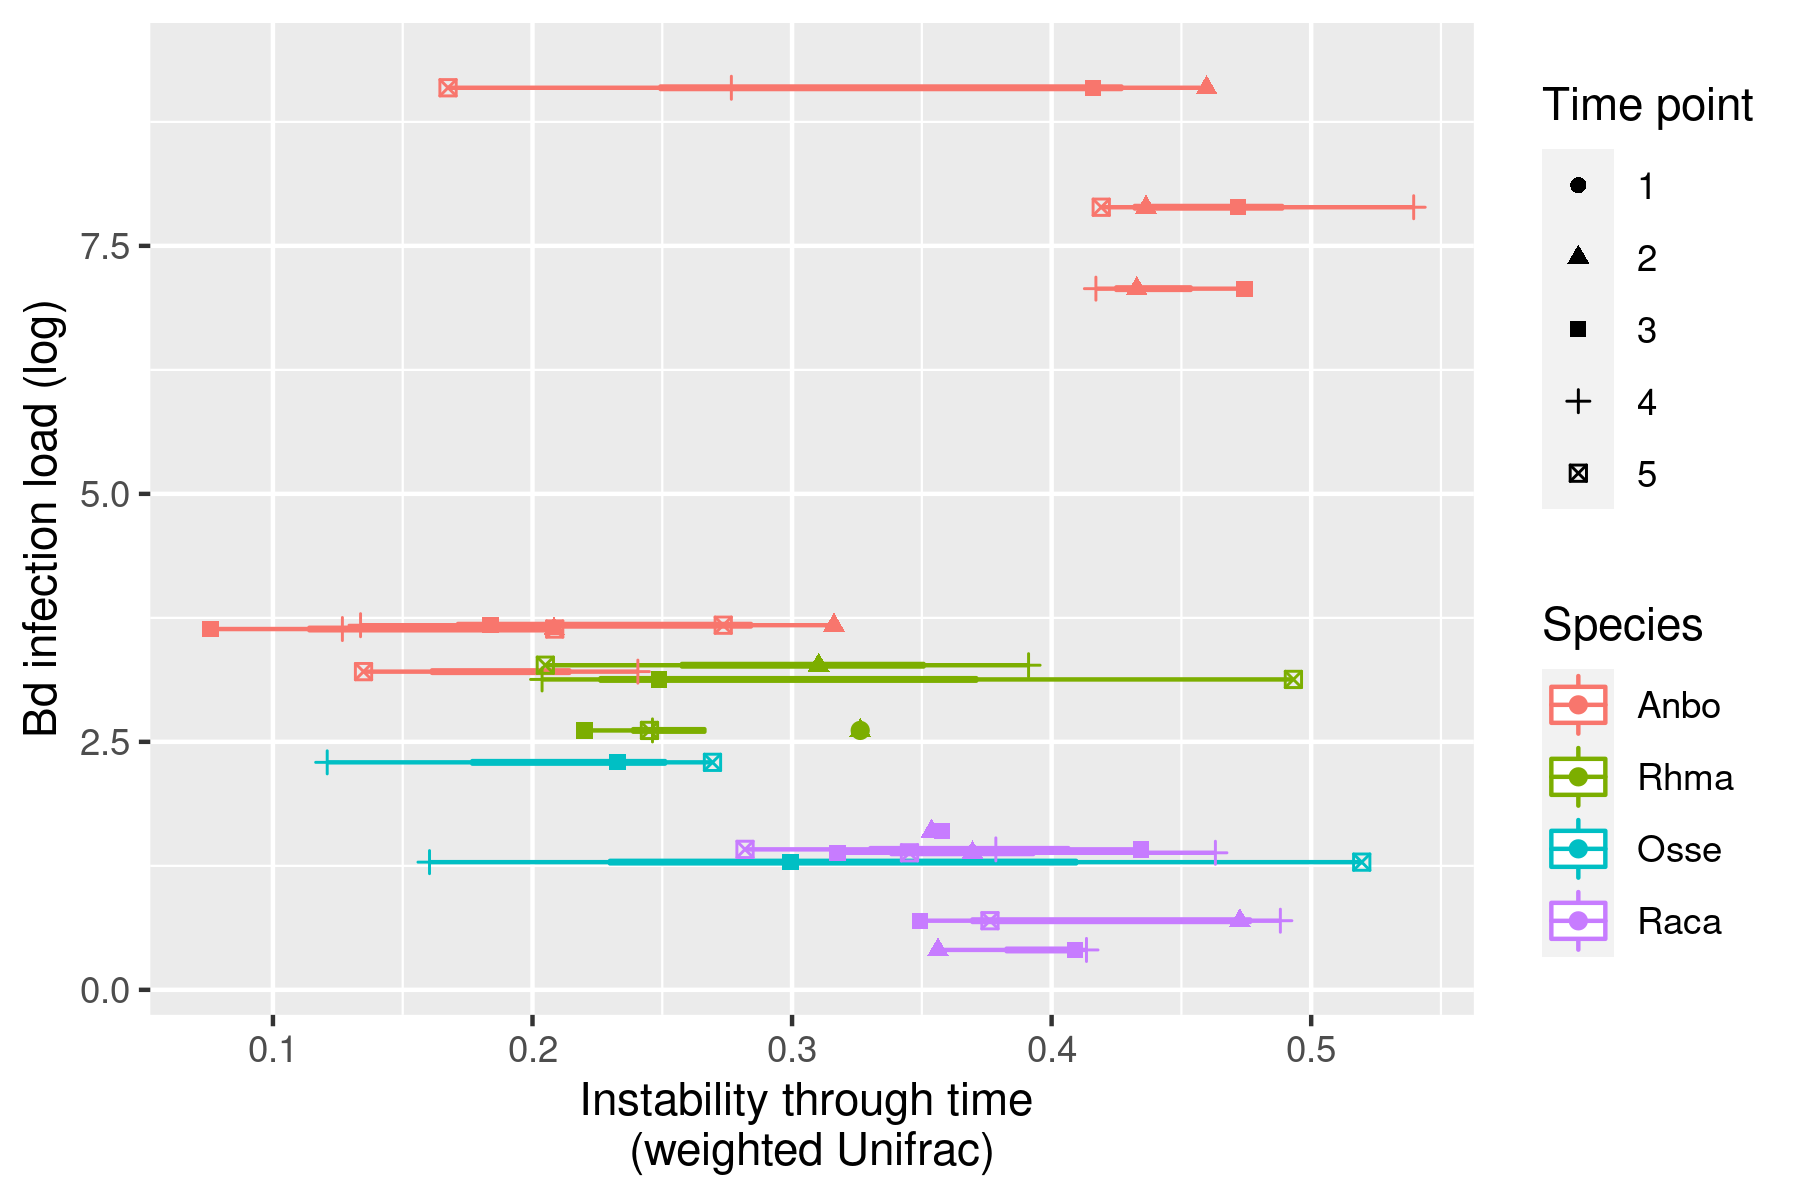 Bd infection load (log)
7.5
5.0
2.5
0.0
0.1
0.2
0.3
0.4
0.5
Instability through time
(weighted Unifrac)
Time point
1
2
3
4
5
Species
Anbo
Rhma
Osse
Raca